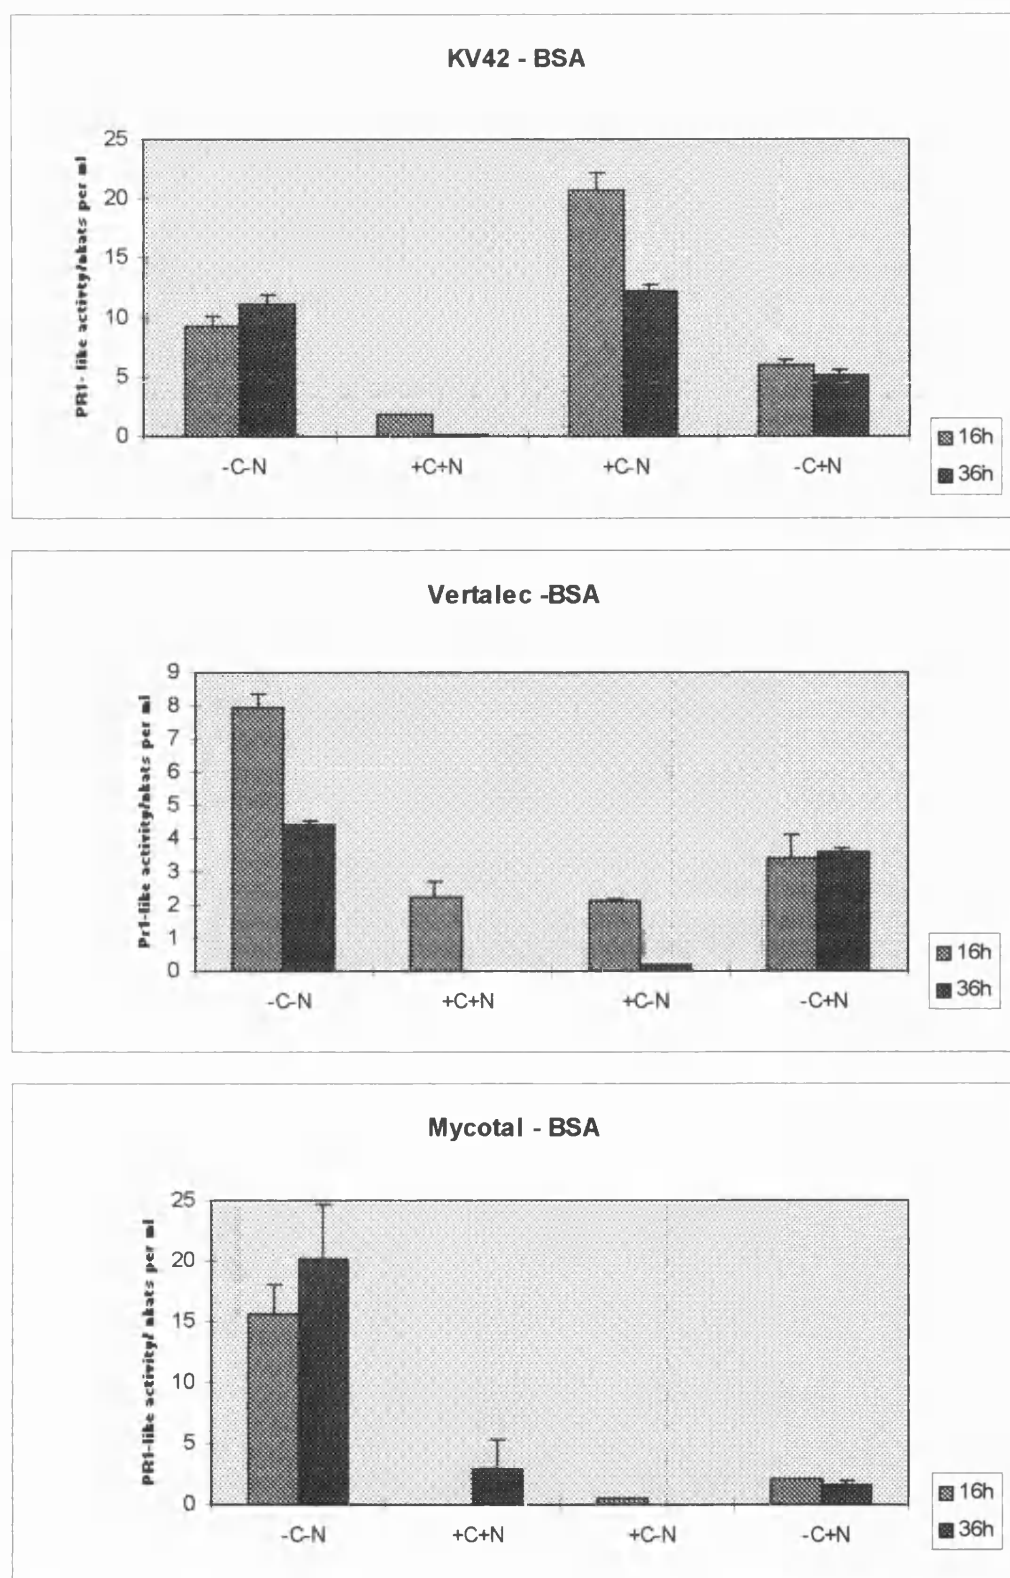 KV42 - BSA
PR1- like activty/nkats per ml
25
20
15
10
5
0
-C-N
+C+N
+C-N
-C+N
16h
36h
Vertalec -BSA
Pr1-like activity/nkats per ml
9
8
7
6
5
4
3
2
1
0
-C-N
+C+N
+C-N
-C+N
16h
36h
Mycotal - BSA
PR1-like activity/ nkats per ml
25
20
15
10
5
0
-C-N
+C+N
+C-N
-C+N
16h
36h